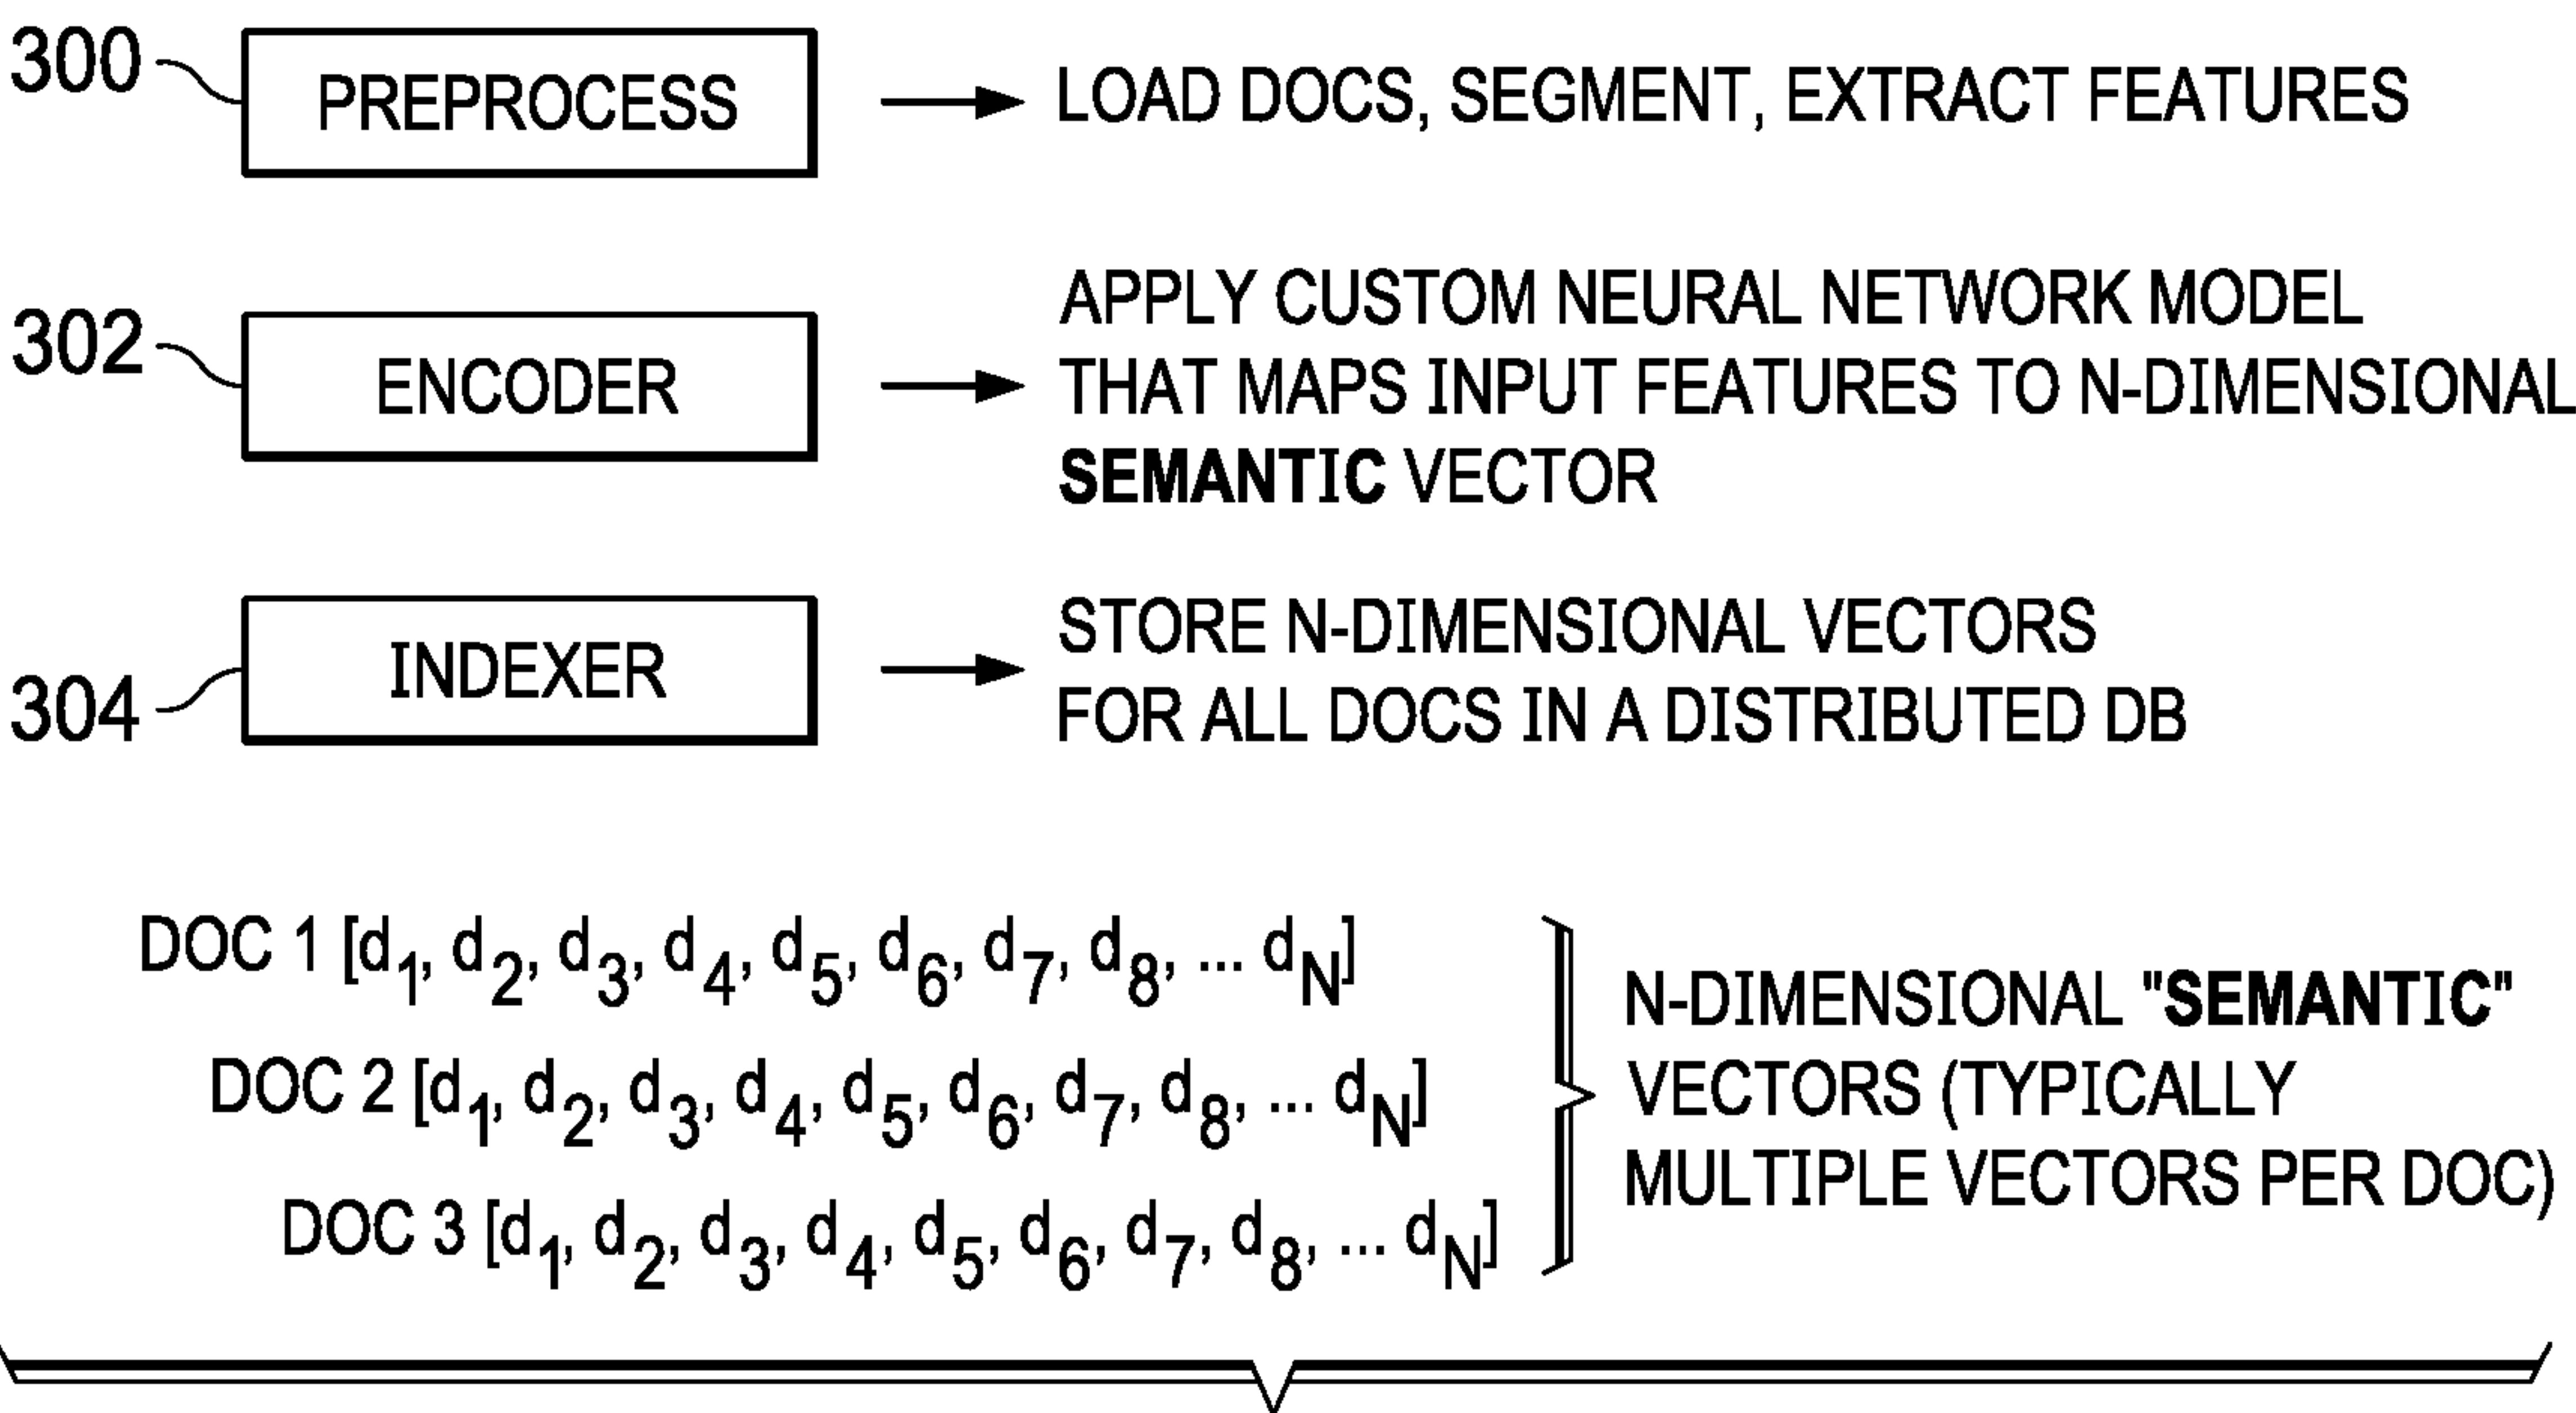 300 PREPROCESS LOAD DOCS, SEGMENT, EXTRACT FEATURES
APPLY CUSTOM NEURAL NETWORK MODEL
302 ENCODER THAT MAPS INPUT FEATURES TO N-DIMENSIONAL
SEMANTIC VECTOR
304 INDEXER STORE N-DIMENSIONAL VECTORS
FOR ALL DOCS IN A DISTRIBUTED DB
DOC 1 [d₁, d₂, d₃, d₄, d₅, d₆, d₇, d₈, ... d_N]
DOC 2 [d₁, d₂, d₃, d₄, d₅, d₆, d₇, d₈, ... d_N]
DOC 3 [d₁, d₂, d₃, d₄, d₅, d₆, d₇, d₈, ... d_N]
N-DIMENSIONAL "SEMANTIC"
VECTORS (TYPICALLY
MULTIPLE VECTORS PER DOC)